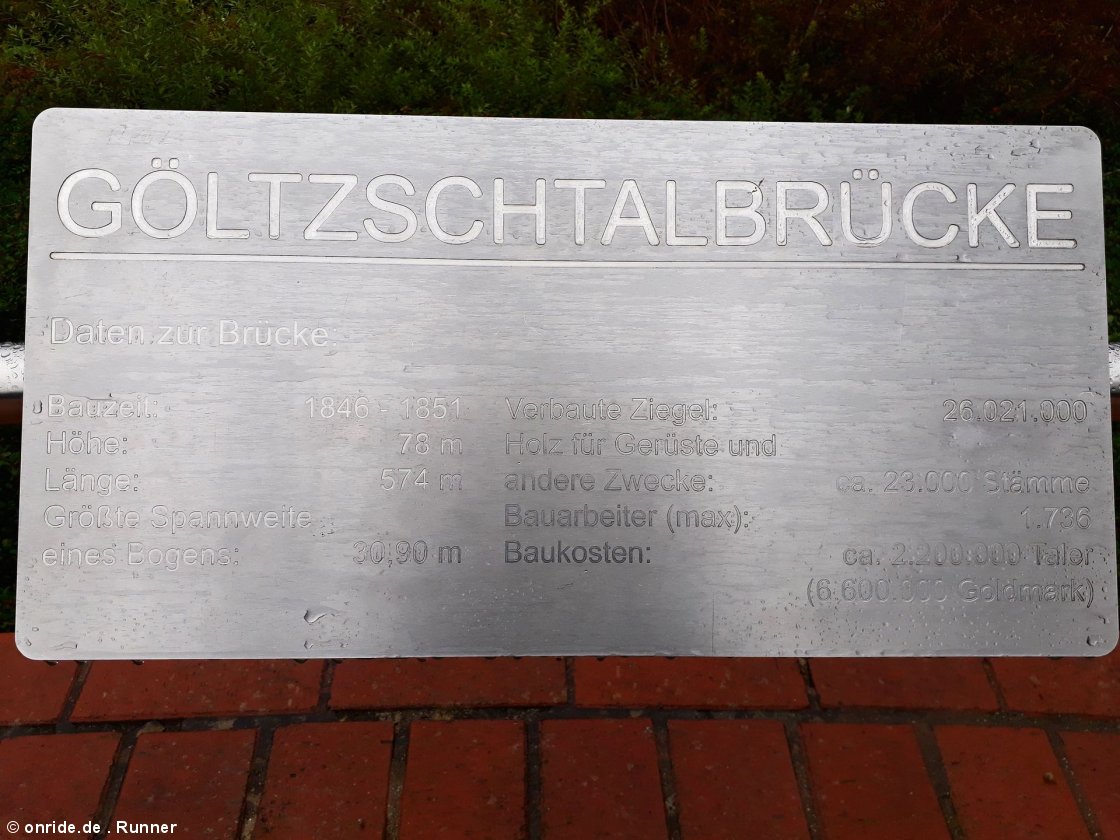 GÖLTZSCHTALBRÜCKE
Daten zur Brücke:
Bauzeit: 1846 - 1851
Höhe: 78 m
Länge: 574 m
Größte Spannweite
eines Bogens: 30,90 m
Verbaute Ziegel: 26.021.000
Holz für Gerüste und
andere Zwecke: ca. 23.000 Stämme
Bauarbeiter (max): 1.736
Baukosten: ca. 2.200.000 Taler
(6.600.000 Goldmark)
© onride.de . Runner